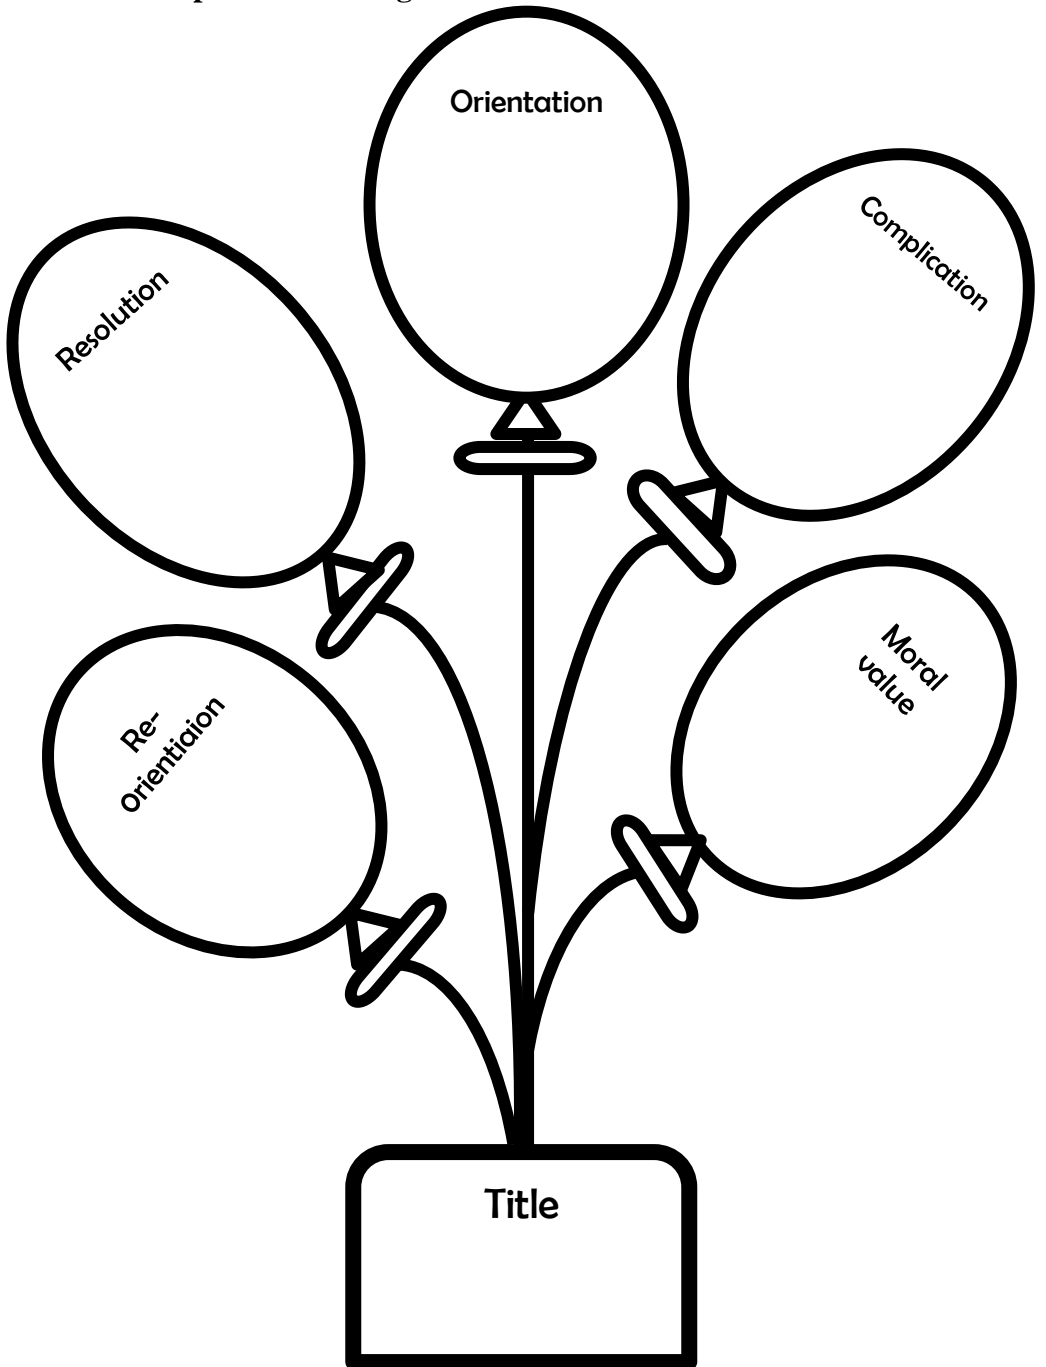 Orientation
Complication
Resolution
Moral
value
Re-
orientiaion
Title